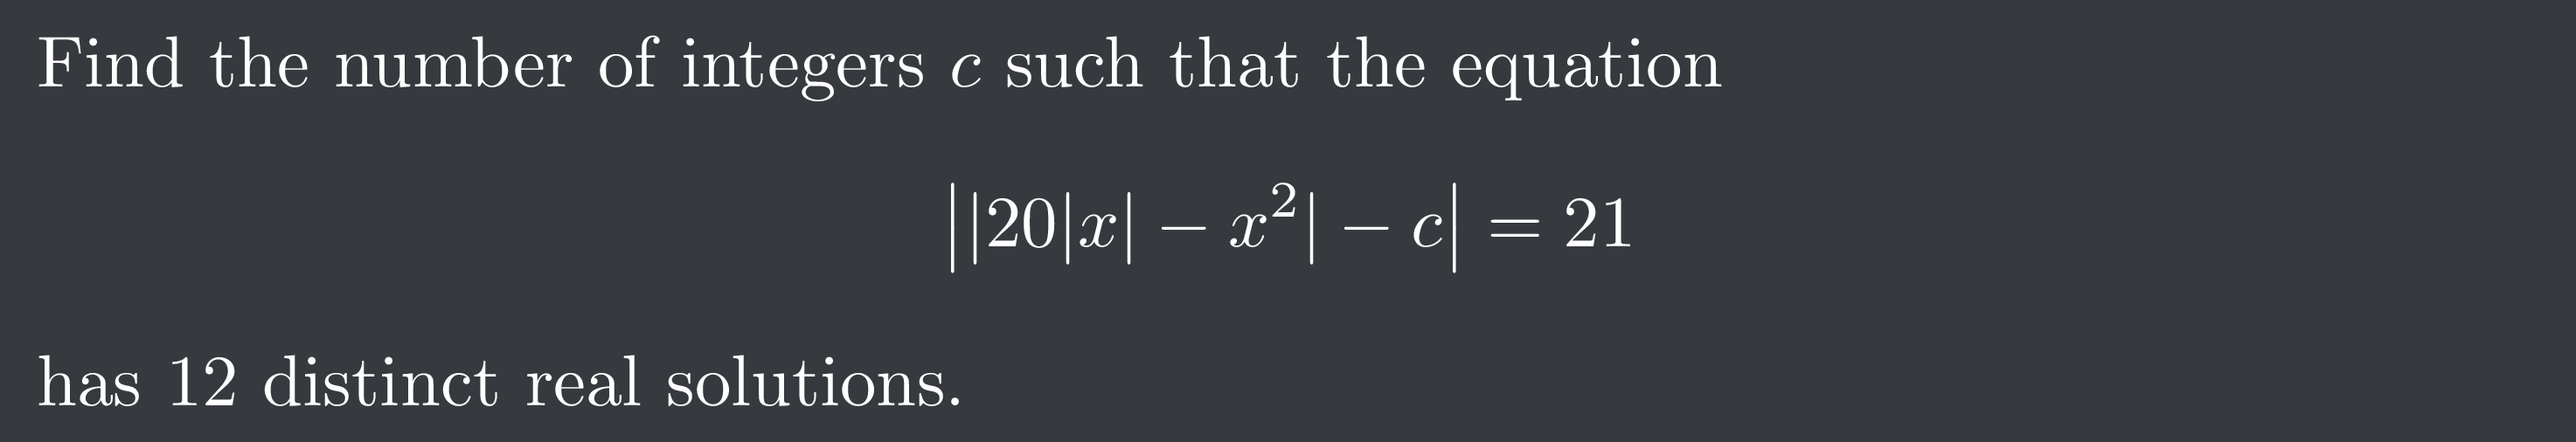 Find the number of integers c such that the equation
||20|x| − x²| − c| = 21
has 12 distinct real solutions.